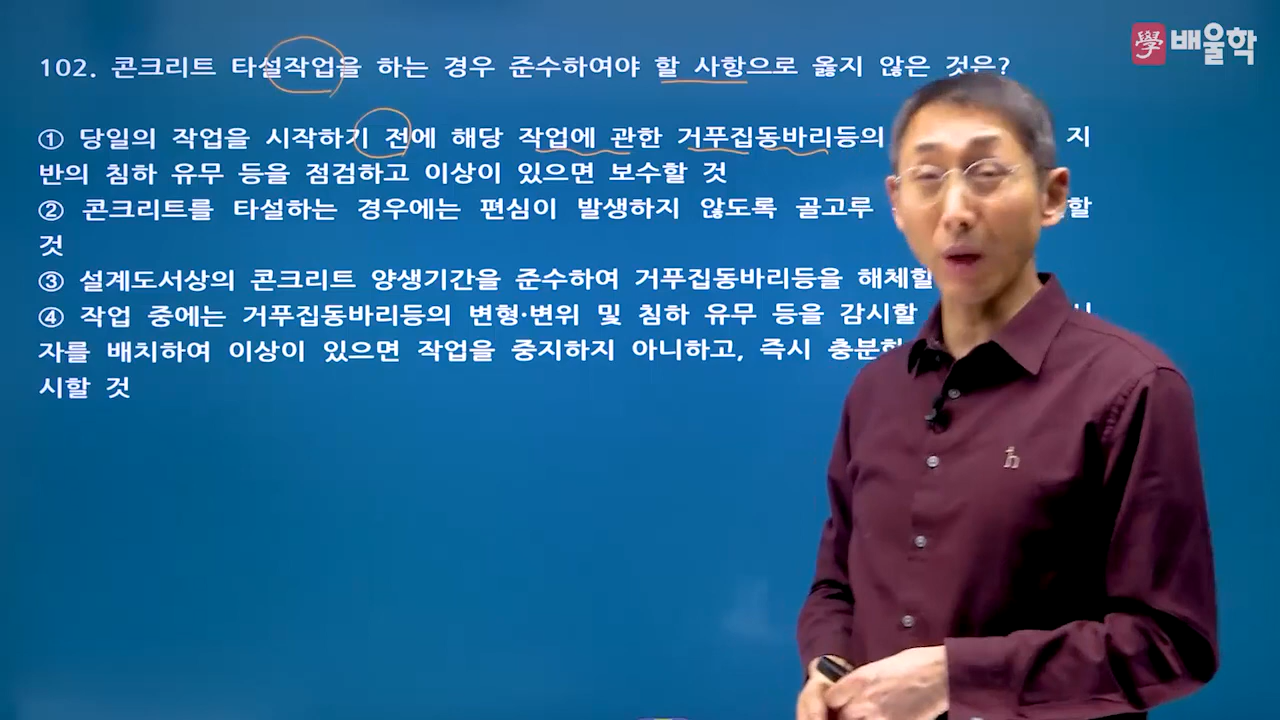 學 배울학
102. 콘크리트 타설작업을 하는 경우 준수하여야 할 사항으로 옳지 않은 것은?
① 당일의 작업을 시작하기 전에 해당 작업에 관한 거푸집동바리등의 지
반의 침하 유무 등을 점검하고 이상이 있으면 보수할 것
② 콘크리트를 타설하는 경우에는 편심이 발생하지 않도록 골고루
것
③ 설계도서상의 콘크리트 양생기간을 준수하여 거푸집동바리등을
④ 작업 중에는 거푸집동바리등의 변형·변위 및 침하 유무 등을 감시할
자를 배치하여 이상이 있으면 작업을 중지하지 아니하고, 즉시
시할 것
h